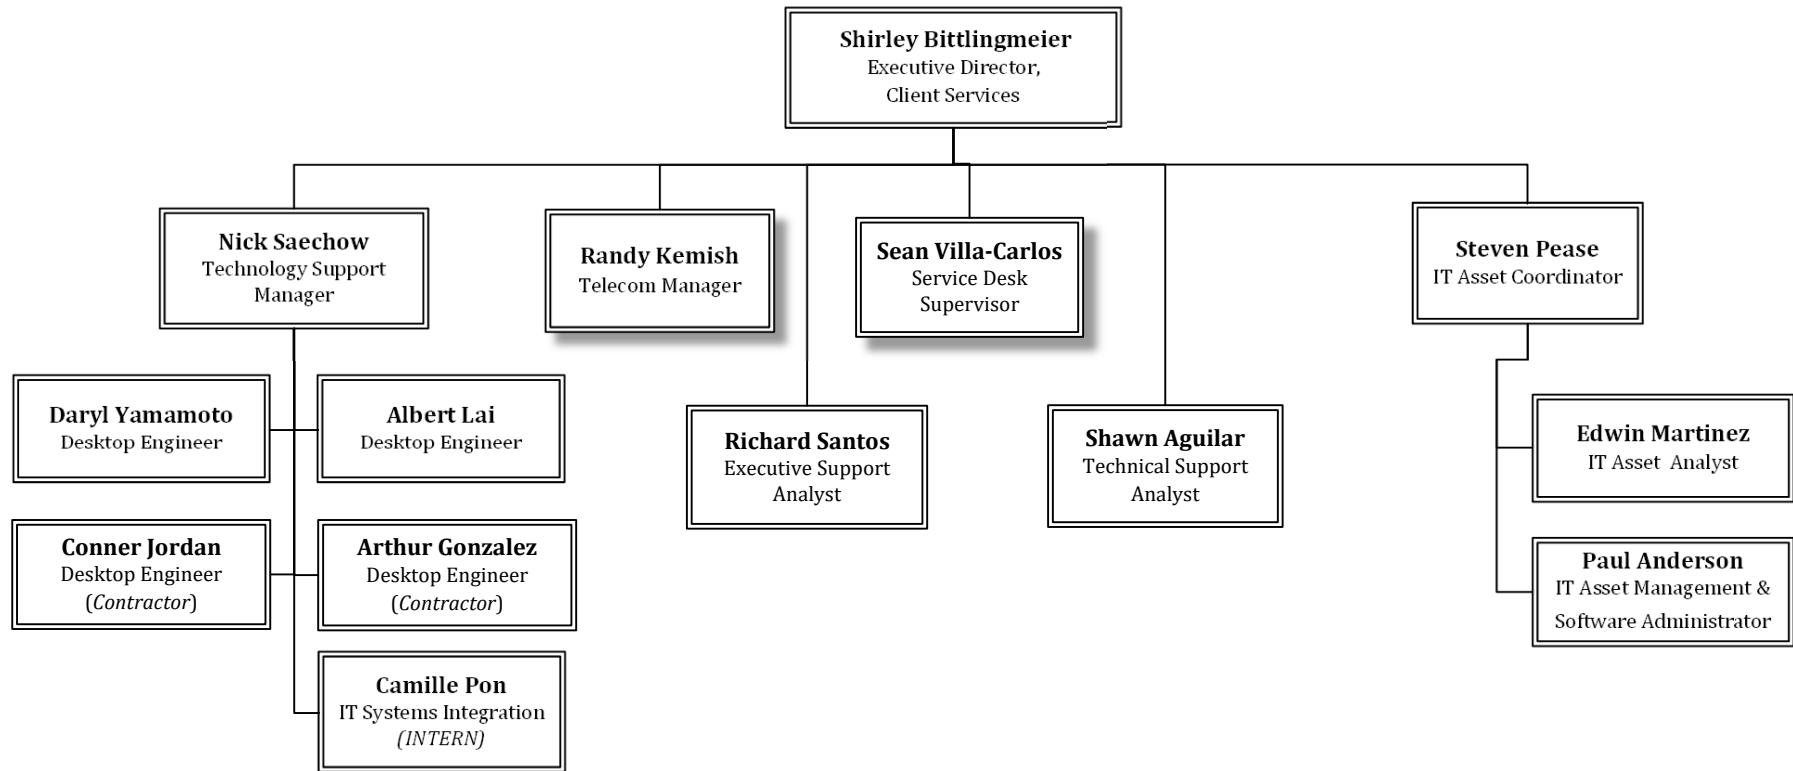 Shirley Bittlingmeier
Executive Director,
Client Services
Nick Saechow
Technology Support
Manager
Randy Kemish
Telecom Manager
Sean Villa-Carlos
Service Desk
Supervisor
Steven Pease
IT Asset Coordinator
Daryl Yamamoto
Desktop Engineer
Albert Lai
Desktop Engineer
Richard Santos
Executive Support
Analyst
Shawn Aguilar
Technical Support
Analyst
Edwin Martinez
IT Asset Analyst
Conner Jordan
Desktop Engineer
(Contractor)
Arthur Gonzalez
Desktop Engineer
(Contractor)
Paul Anderson
IT Asset Management &
Software Administrator
Camille Pon
IT Systems Integration
(INTERN)